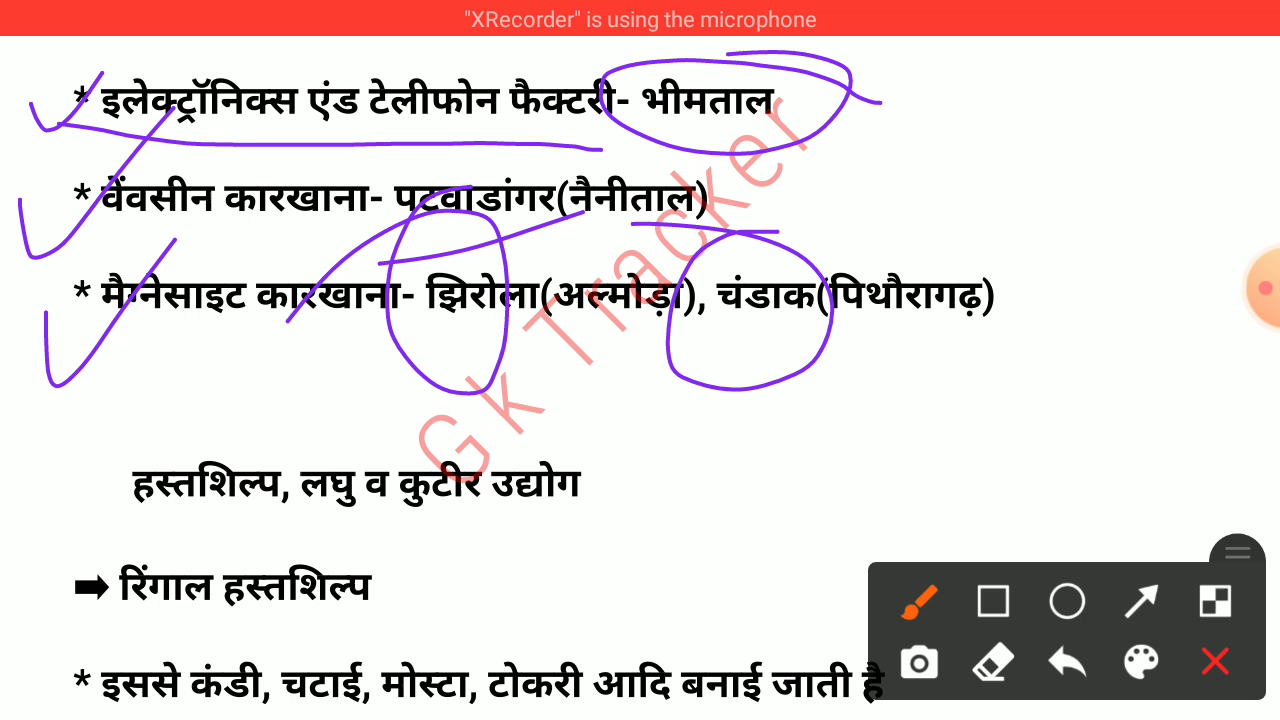 "XRecorder" is using the microphone
* इलेक्ट्रॉनिक्स एंड टेलीफोन फैक्टरी- भीमताल
* वेंवसीन कारखाना- पटवाडांगर(नैनीताल)
* मैग्नेसाइट कारखाना- झिरोला(अल्मोड़ा), चंडाक(पिथौरागढ़)
Gk Tracker
हस्तशिल्प, लघु व कुटीर उद्योग
➡ रिंगाल हस्तशिल्प
* इससे कंडी, चटाई, मोस्टा, टोकरी आदि बनाई जाती है